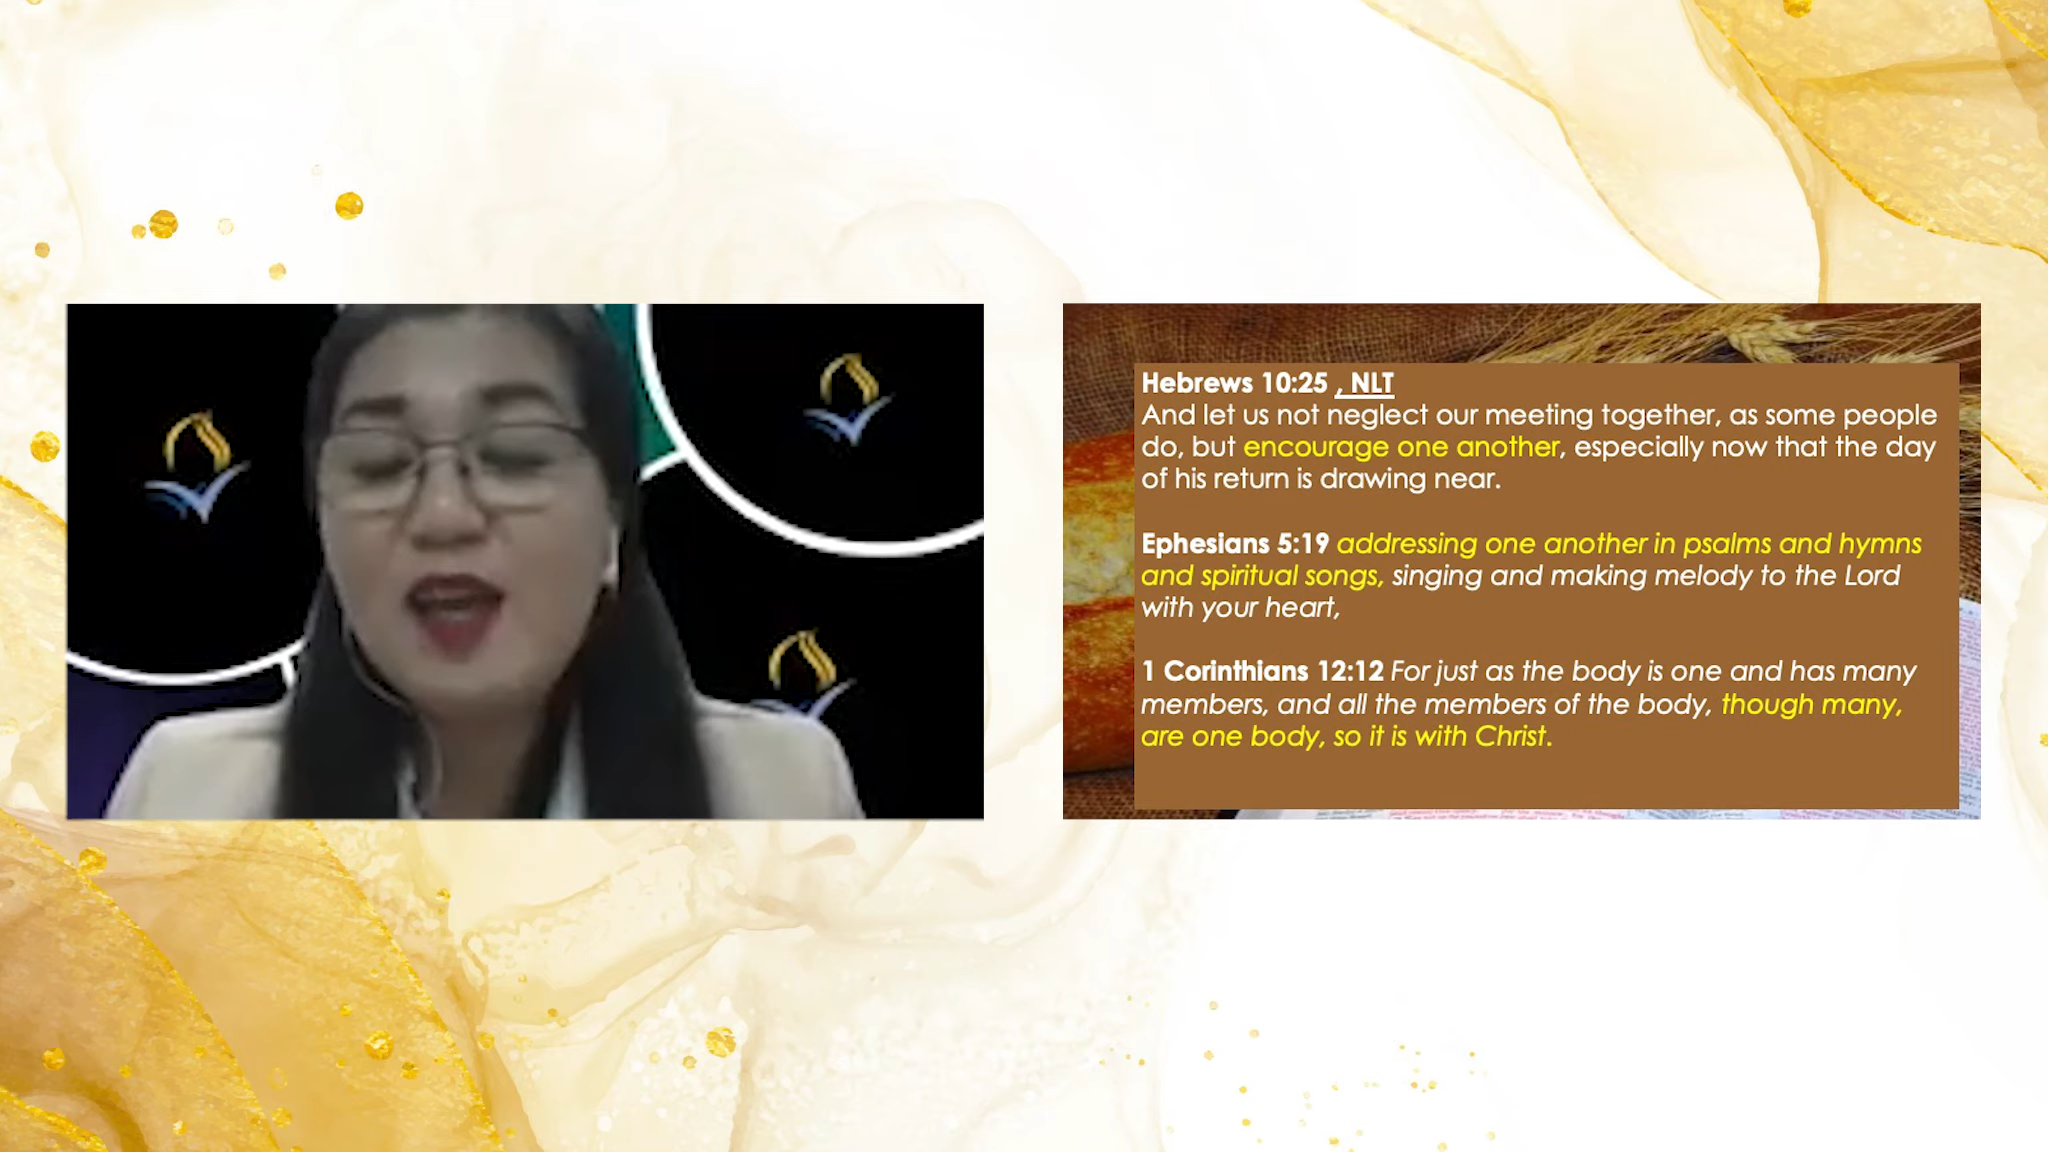 Hebrews 10:25 , NLT
And let us not neglect our meeting together, as some people
do, but encourage one another, especially now that the day
of his return is drawing near.
Ephesians 5:19 addressing one another in psalms and hymns
and spiritual songs, singing and making melody to the Lord
with your heart,
1 Corinthians 12:12 For just as the body is one and has many
members, and all the members of the body, though many,
are one body, so it is with Christ.